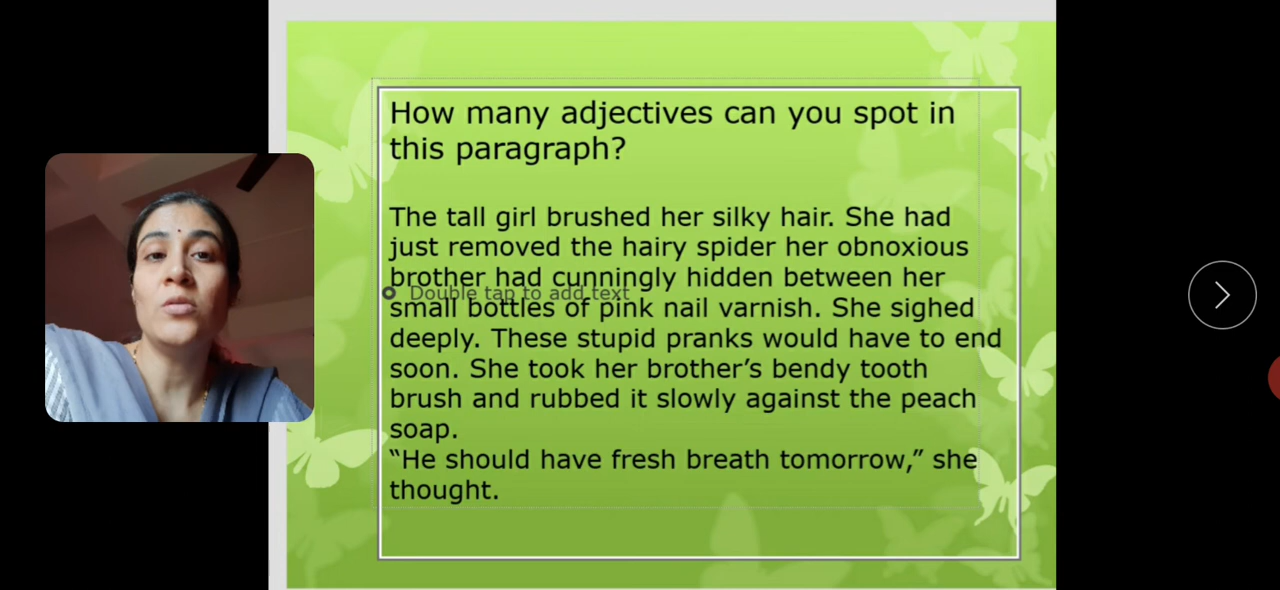 How many adjectives can you spot in
this paragraph?
The tall girl brushed her silky hair. She had
just removed the hairy spider her obnoxious
brother had cunningly hidden between her
Double tap to add text
small bottles of pink nail varnish. She sighed
deeply. These stupid pranks would have to end
soon. She took her brother’s bendy tooth
brush and rubbed it slowly against the peach
soap.
“He should have fresh breath tomorrow,” she
thought.